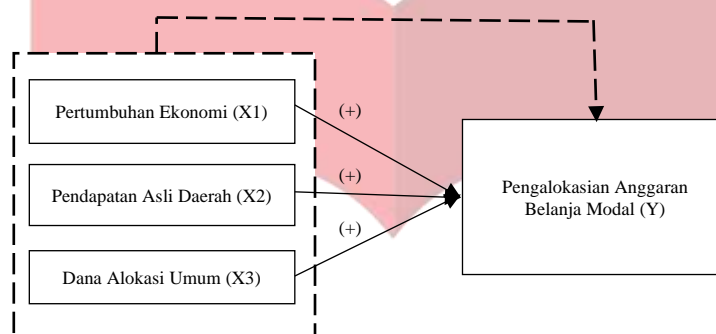 Pertumbuhan Ekonomi (X1)
(+)
Pendapatan Asli Daerah (X2)
(+)
Dana Alokasi Umum (X3)
(+)
Pengalokasian Anggaran
Belanja Modal (Y)